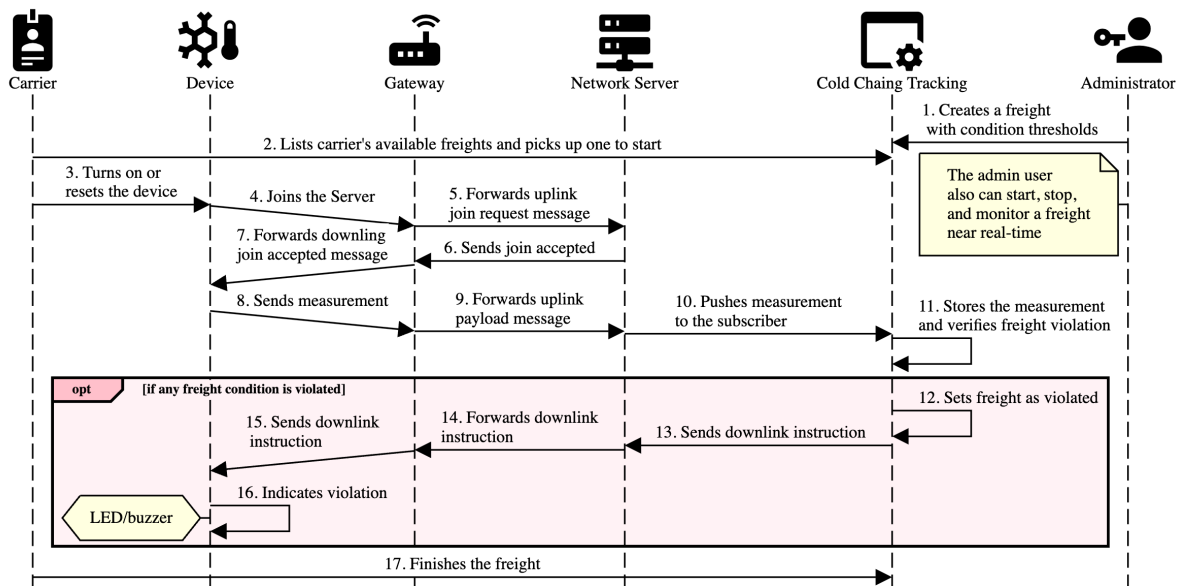 Carrier
Device
Gateway
Network Server
Cold Chaing Tracking
Administrator
1. Creates a freight
with condition thresholds
2. Lists carrier's available freights and picks up one to start
The admin user
also can start, stop,
and monitor a freight
near real-time
3. Turns on or
resets the device
4. Joins the Server
5. Forwards uplink
join request message
6. Sends join accepted
7. Forwards downling
join accepted message
8. Sends measurement
9. Forwards uplink
payload message
10. Pushes measurement
to the subscriber
11. Stores the measurement
and verifies freight violation
opt
[if any freight condition is violated]
12. Sets freight as violated
13. Sends downlink instruction
14. Forwards downlink
instruction
15. Sends downlink
instruction
16. Indicates violation
LED/buzzer
17. Finishes the freight